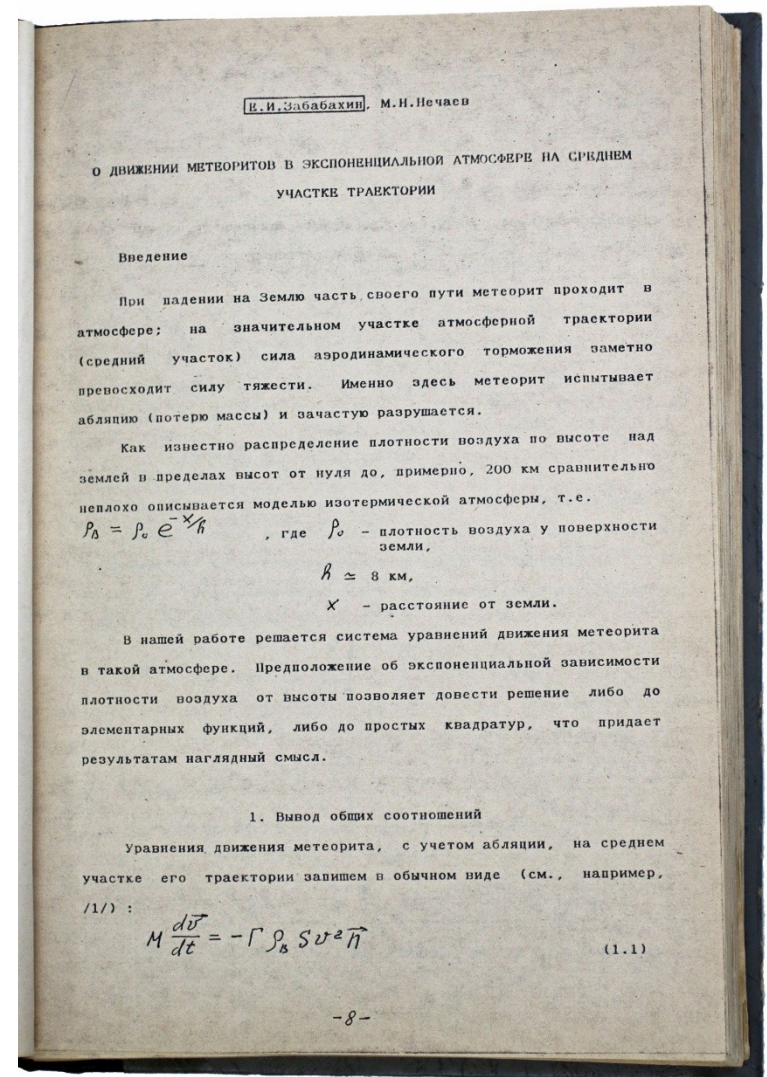 Е.И.Забабахин, М.Н.Нечаев
О ДВИЖЕНИИ МЕТЕОРИТОВ В ЭКСПОНЕНЦИАЛЬНОЙ АТМОСФЕРЕ НА СРЕДНЕМ
УЧАСТКЕ ТРАЕКТОРИИ
Введение
При падении на Землю часть своего пути метеорит проходит в
атмосфере; на значительном участке атмосферной траектории
(средний участок) сила аэродинамического торможения заметно
превосходит силу тяжести. Именно здесь метеорит испытывает
абляцию (потерю массы) и зачастую разрушается.
Как известно распределение плотности воздуха по высоте над
землей в пределах высот от нуля до, примерно, 200 км сравнительно
неплохо описывается моделью изотермической атмосферы, т.е.
ρ_в = ρ₀ e^(-x/h) , где ρ₀ - плотность воздуха у поверхности
земли,
h ≃ 8 км,
x - расстояние от земли.
В нашей работе решается система уравнений движения метеорита
в такой атмосфере. Предположение об экспоненциальной зависимости
плотности воздуха от высоты позволяет довести решение либо до
элементарных функций, либо до простых квадратур, что придает
результатам наглядный смысл.
1. Вывод общих соотношений
Уравнения движения метеорита, с учетом абляции, на среднем
участке его траектории запишем в обычном виде (см., например,
/1/) :
M dv⃗/dt = -Γ ρ_в S v² n⃗ (1.1)
-8-